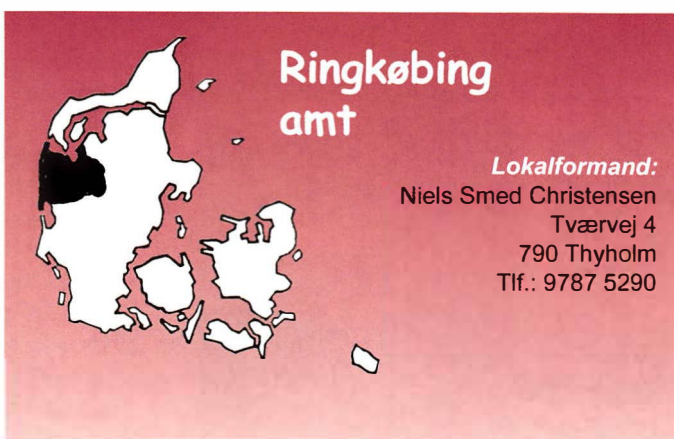 Ringkøbing
amt
Lokalformand:
Niels Smed Christensen
Tværvej 4
790 Thyholm
Tlf.: 9787 5290